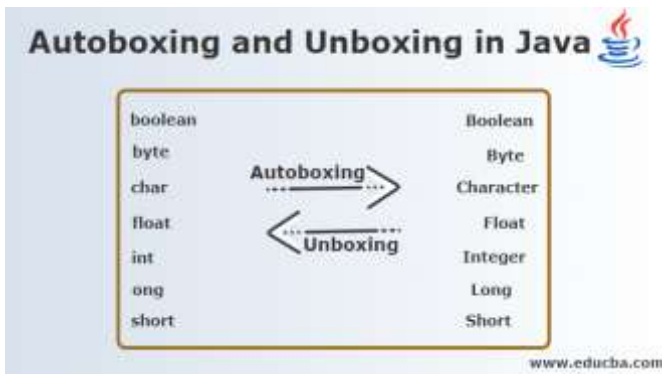 Autoboxing and Unboxing in Java
boolean Boolean
byte Byte
Autoboxing
char Character
float Float
Unboxing
int Integer
ong Long
short Short
www.educba.com